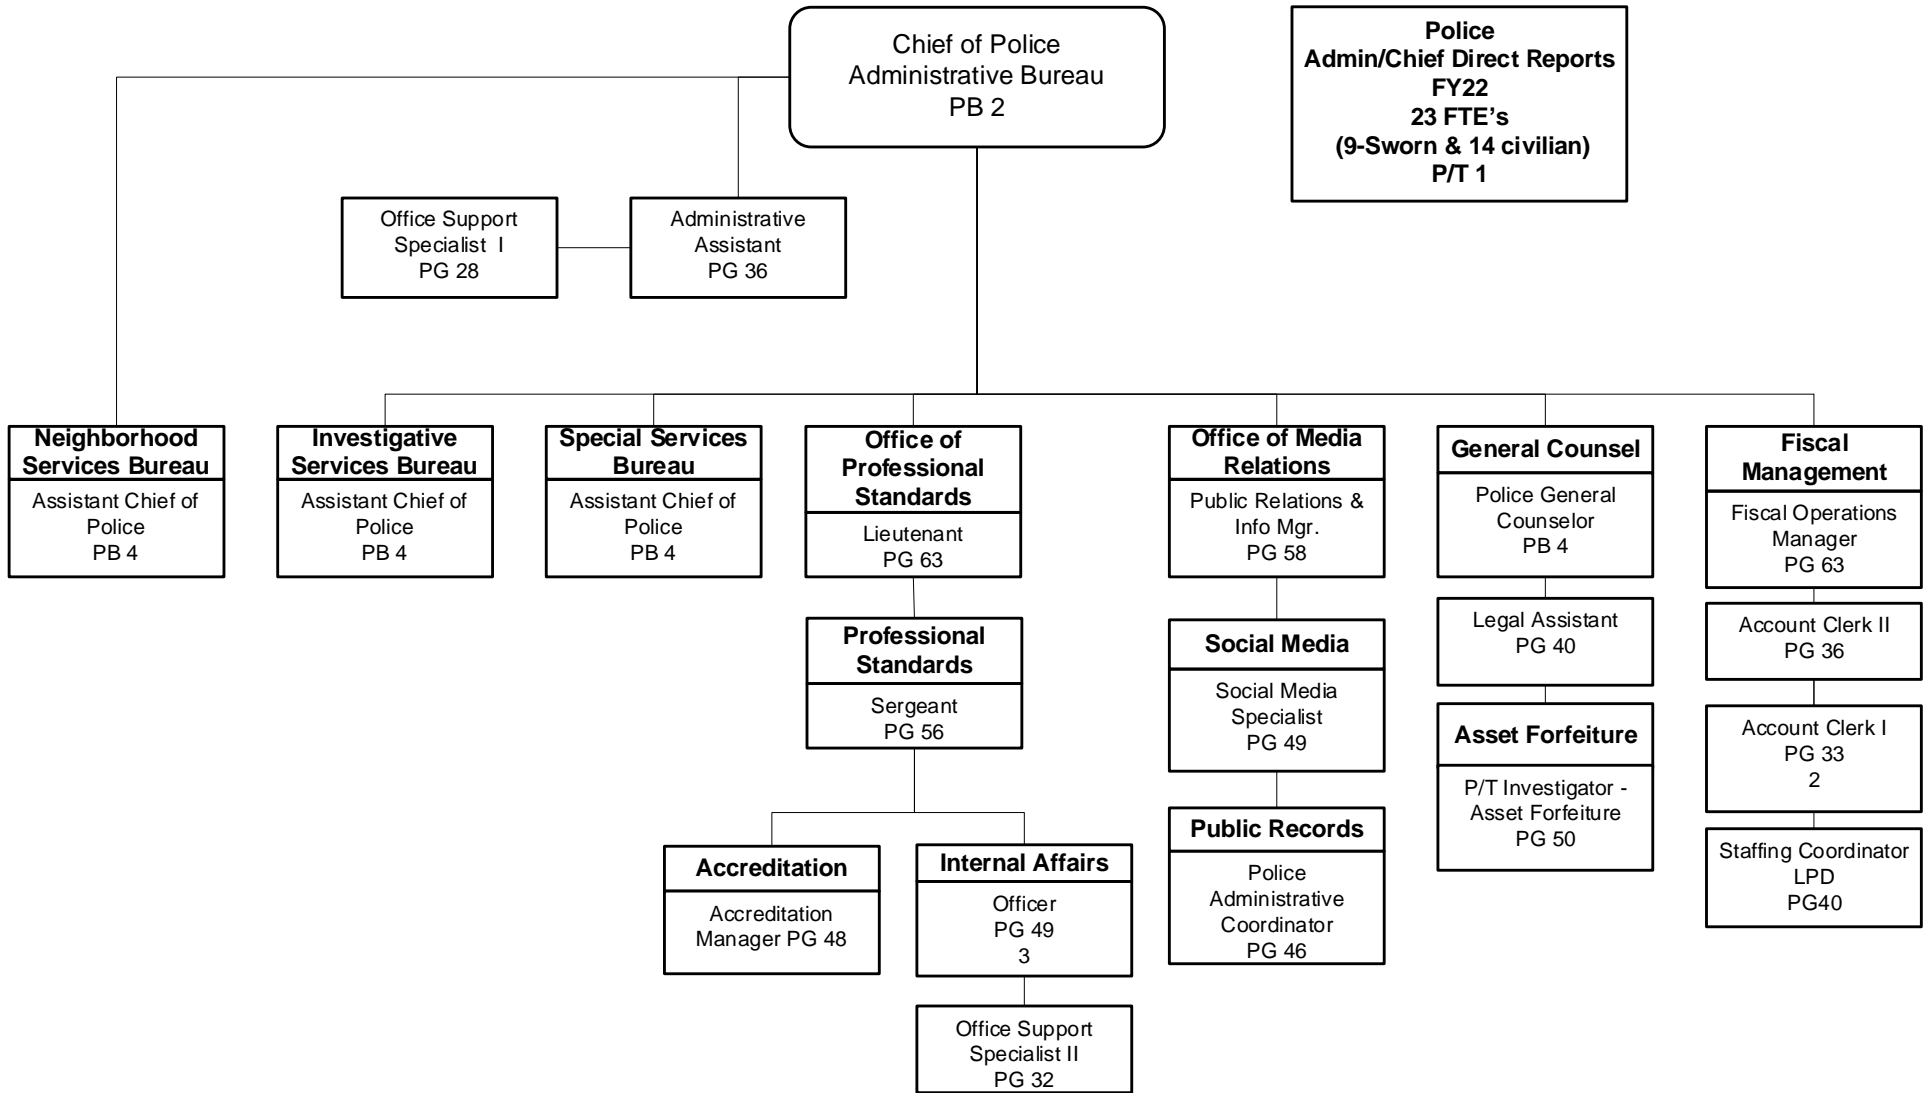 Chief of Police
Administrative Bureau
PB 2
Police
Admin/Chief Direct Reports
FY22
23 FTE's
(9-Sworn & 14 civilian)
P/T 1
Office Support
Specialist I
PG 28
Administrative
Assistant
PG 36
Neighborhood
Services Bureau
Assistant Chief of
Police
PB 4
Investigative
Services Bureau
Assistant Chief of
Police
PB 4
Special Services
Bureau
Assistant Chief of
Police
PB 4
Office of
Professional
Standards
Lieutenant
PG 63
Professional
Standards
Sergeant
PG 56
Accreditation
Accreditation
Manager PG 48
Internal Affairs
Officer
PG 49
3
Office Support
Specialist II
PG 32
Office of Media
Relations
Public Relations &
Info Mgr.
PG 58
Social Media
Social Media
Specialist
PG 49
Public Records
Police
Administrative
Coordinator
PG 46
General Counsel
Police General
Counselor
PB 4
Legal Assistant
PG 40
Asset Forfeiture
P/T Investigator -
Asset Forfeiture
PG 50
Fiscal
Management
Fiscal Operations
Manager
PG 63
Account Clerk II
PG 36
Account Clerk I
PG 33
2
Staffing Coordinator
LPD
PG40